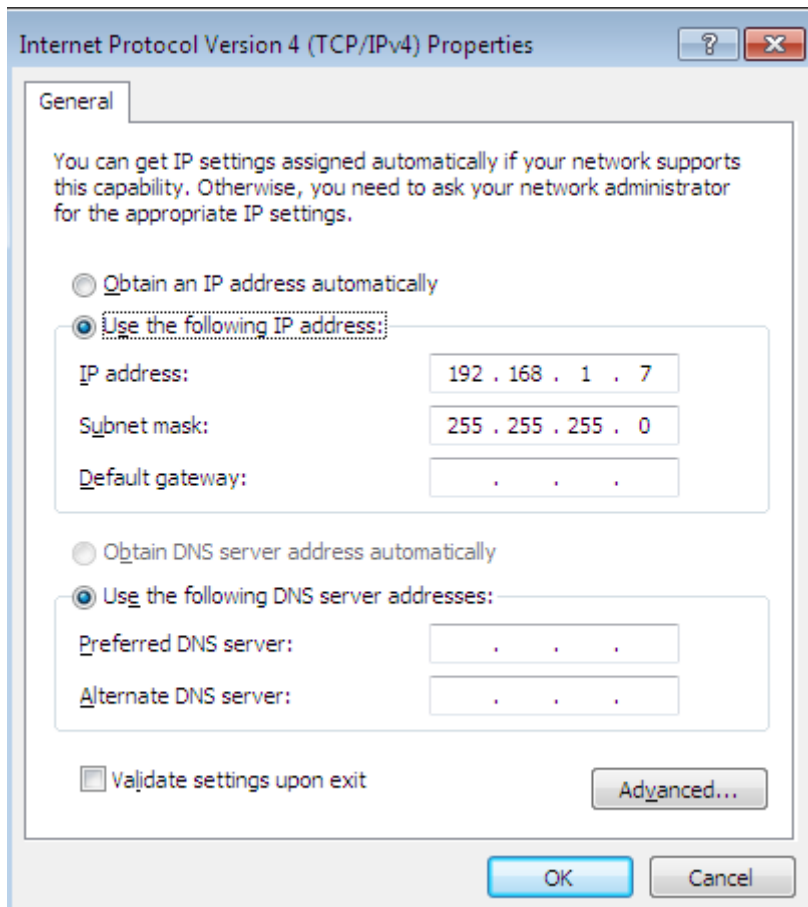 Internet Protocol Version 4 (TCP/IPv4) Properties
General
You can get IP settings assigned automatically if your network supports
this capability. Otherwise, you need to ask your network administrator
for the appropriate IP settings.
Obtain an IP address automatically
Use the following IP address:
IP address: 192 . 168 . 1 . 7
Subnet mask: 255 . 255 . 255 . 0
Default gateway: . . .
Obtain DNS server address automatically
Use the following DNS server addresses:
Preferred DNS server: . . .
Alternate DNS server: . . .
Validate settings upon exit
Advanced...
OK Cancel